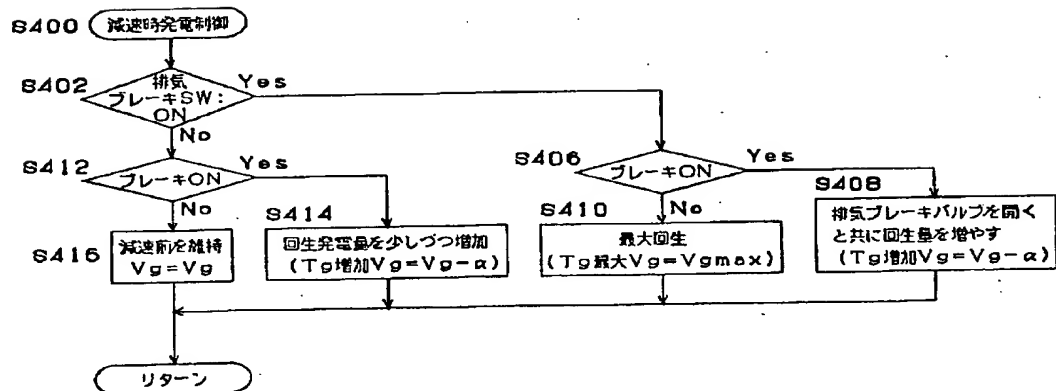 S400
減速時発電制御
S402
排気
ブレーキSW:
ON
Yes
No
S412
ブレーキON
Yes
No
S406
ブレーキON
Yes
No
S416
減速前を維持
Vg=Vg
S414
回生発電量を少しづつ増加
(Tg増加Vg=Vg-α)
S410
最大回生
(Tg最大Vg=Vgmax)
S408
排気ブレーキバルブを開く
と共に回生量を増やす
(Tg増加Vg=Vg-α)
リターン